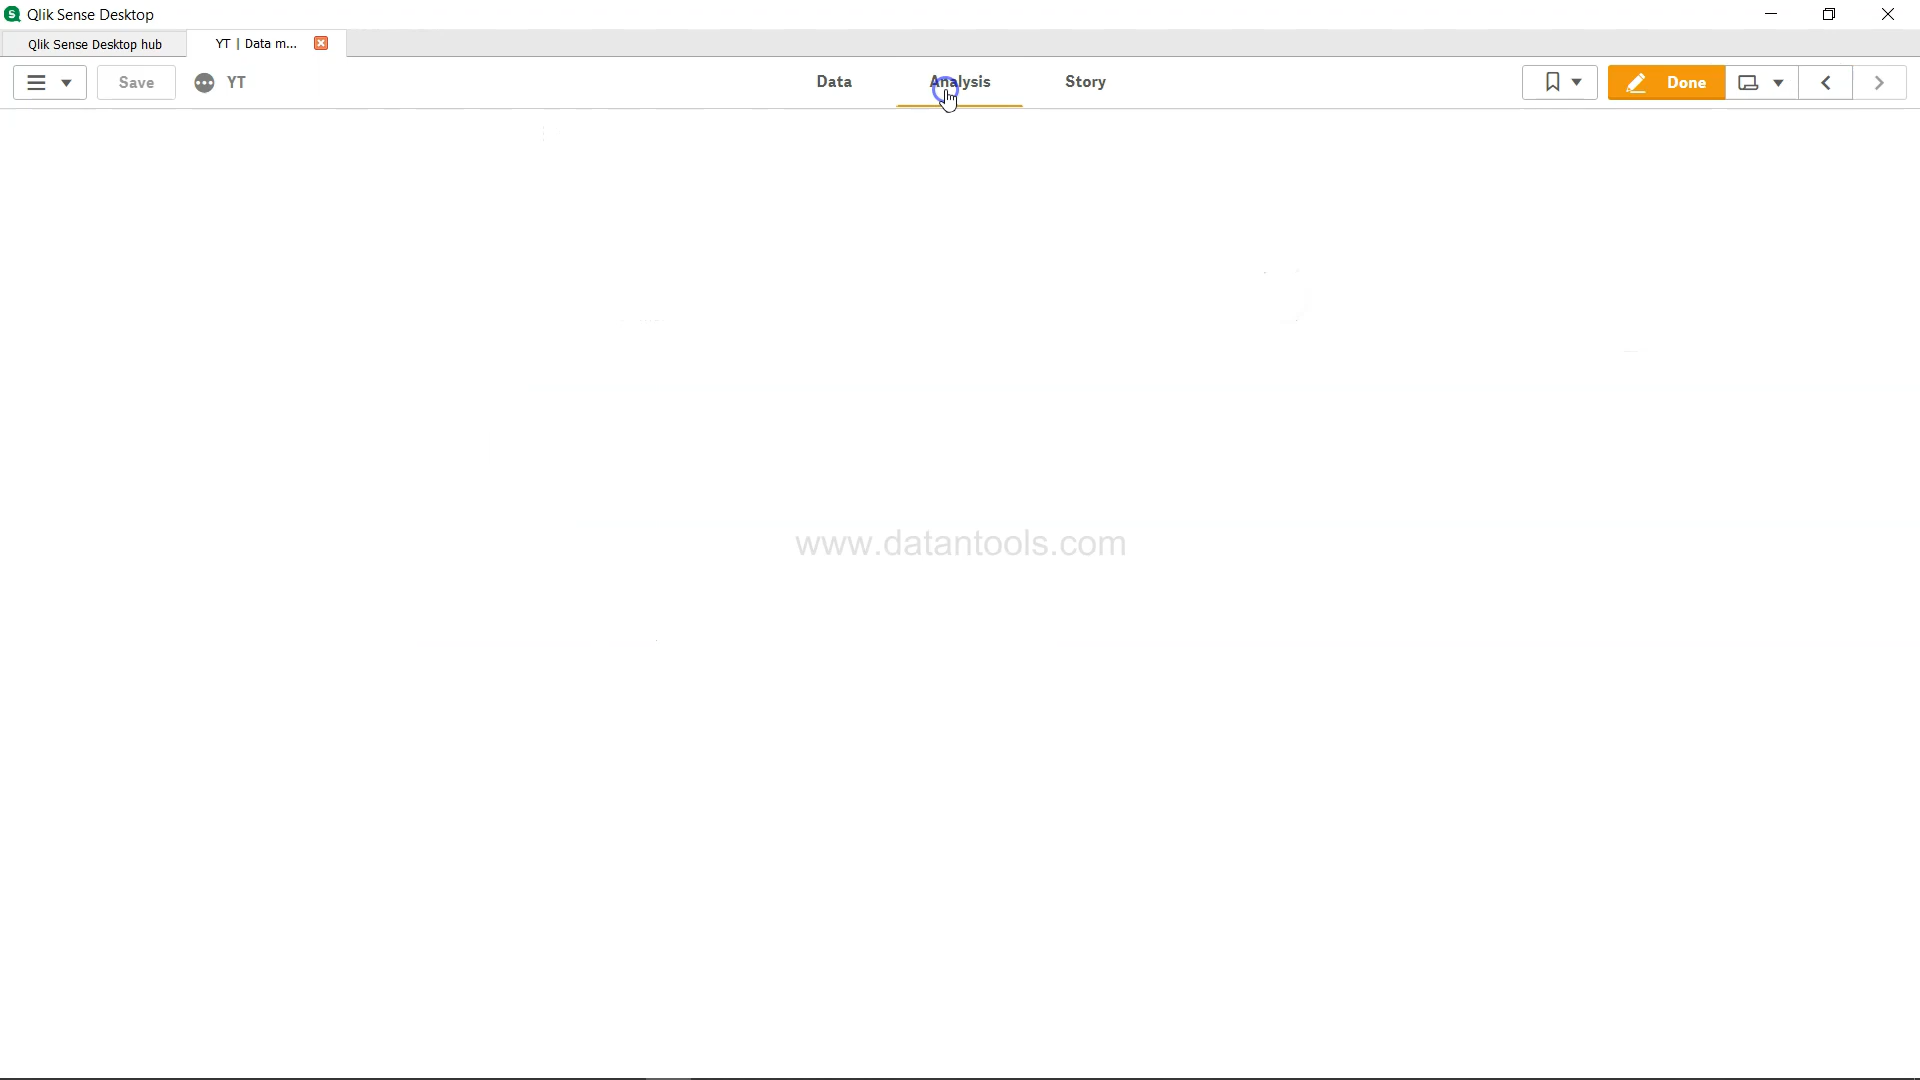 Qlik Sense Desktop
Qlik Sense Desktop hub
YT | Data m...
Save
YT
Data
Analysis
Story
Done
www.datantools.com